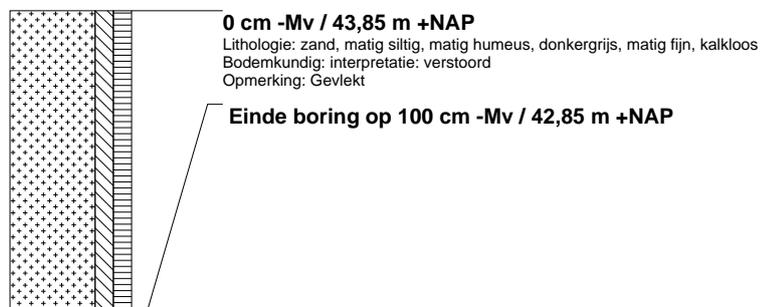 0 cm -Mv / 43,85 m +NAP
Lithologie: zand, matig siltig, matig humeus, donkergrijs, matig fijn, kalkloos
Bodemkundig: interpretatie: verstoord
Opmerking: Gevlekt
Einde boring op 100 cm -Mv / 42,85 m +NAP